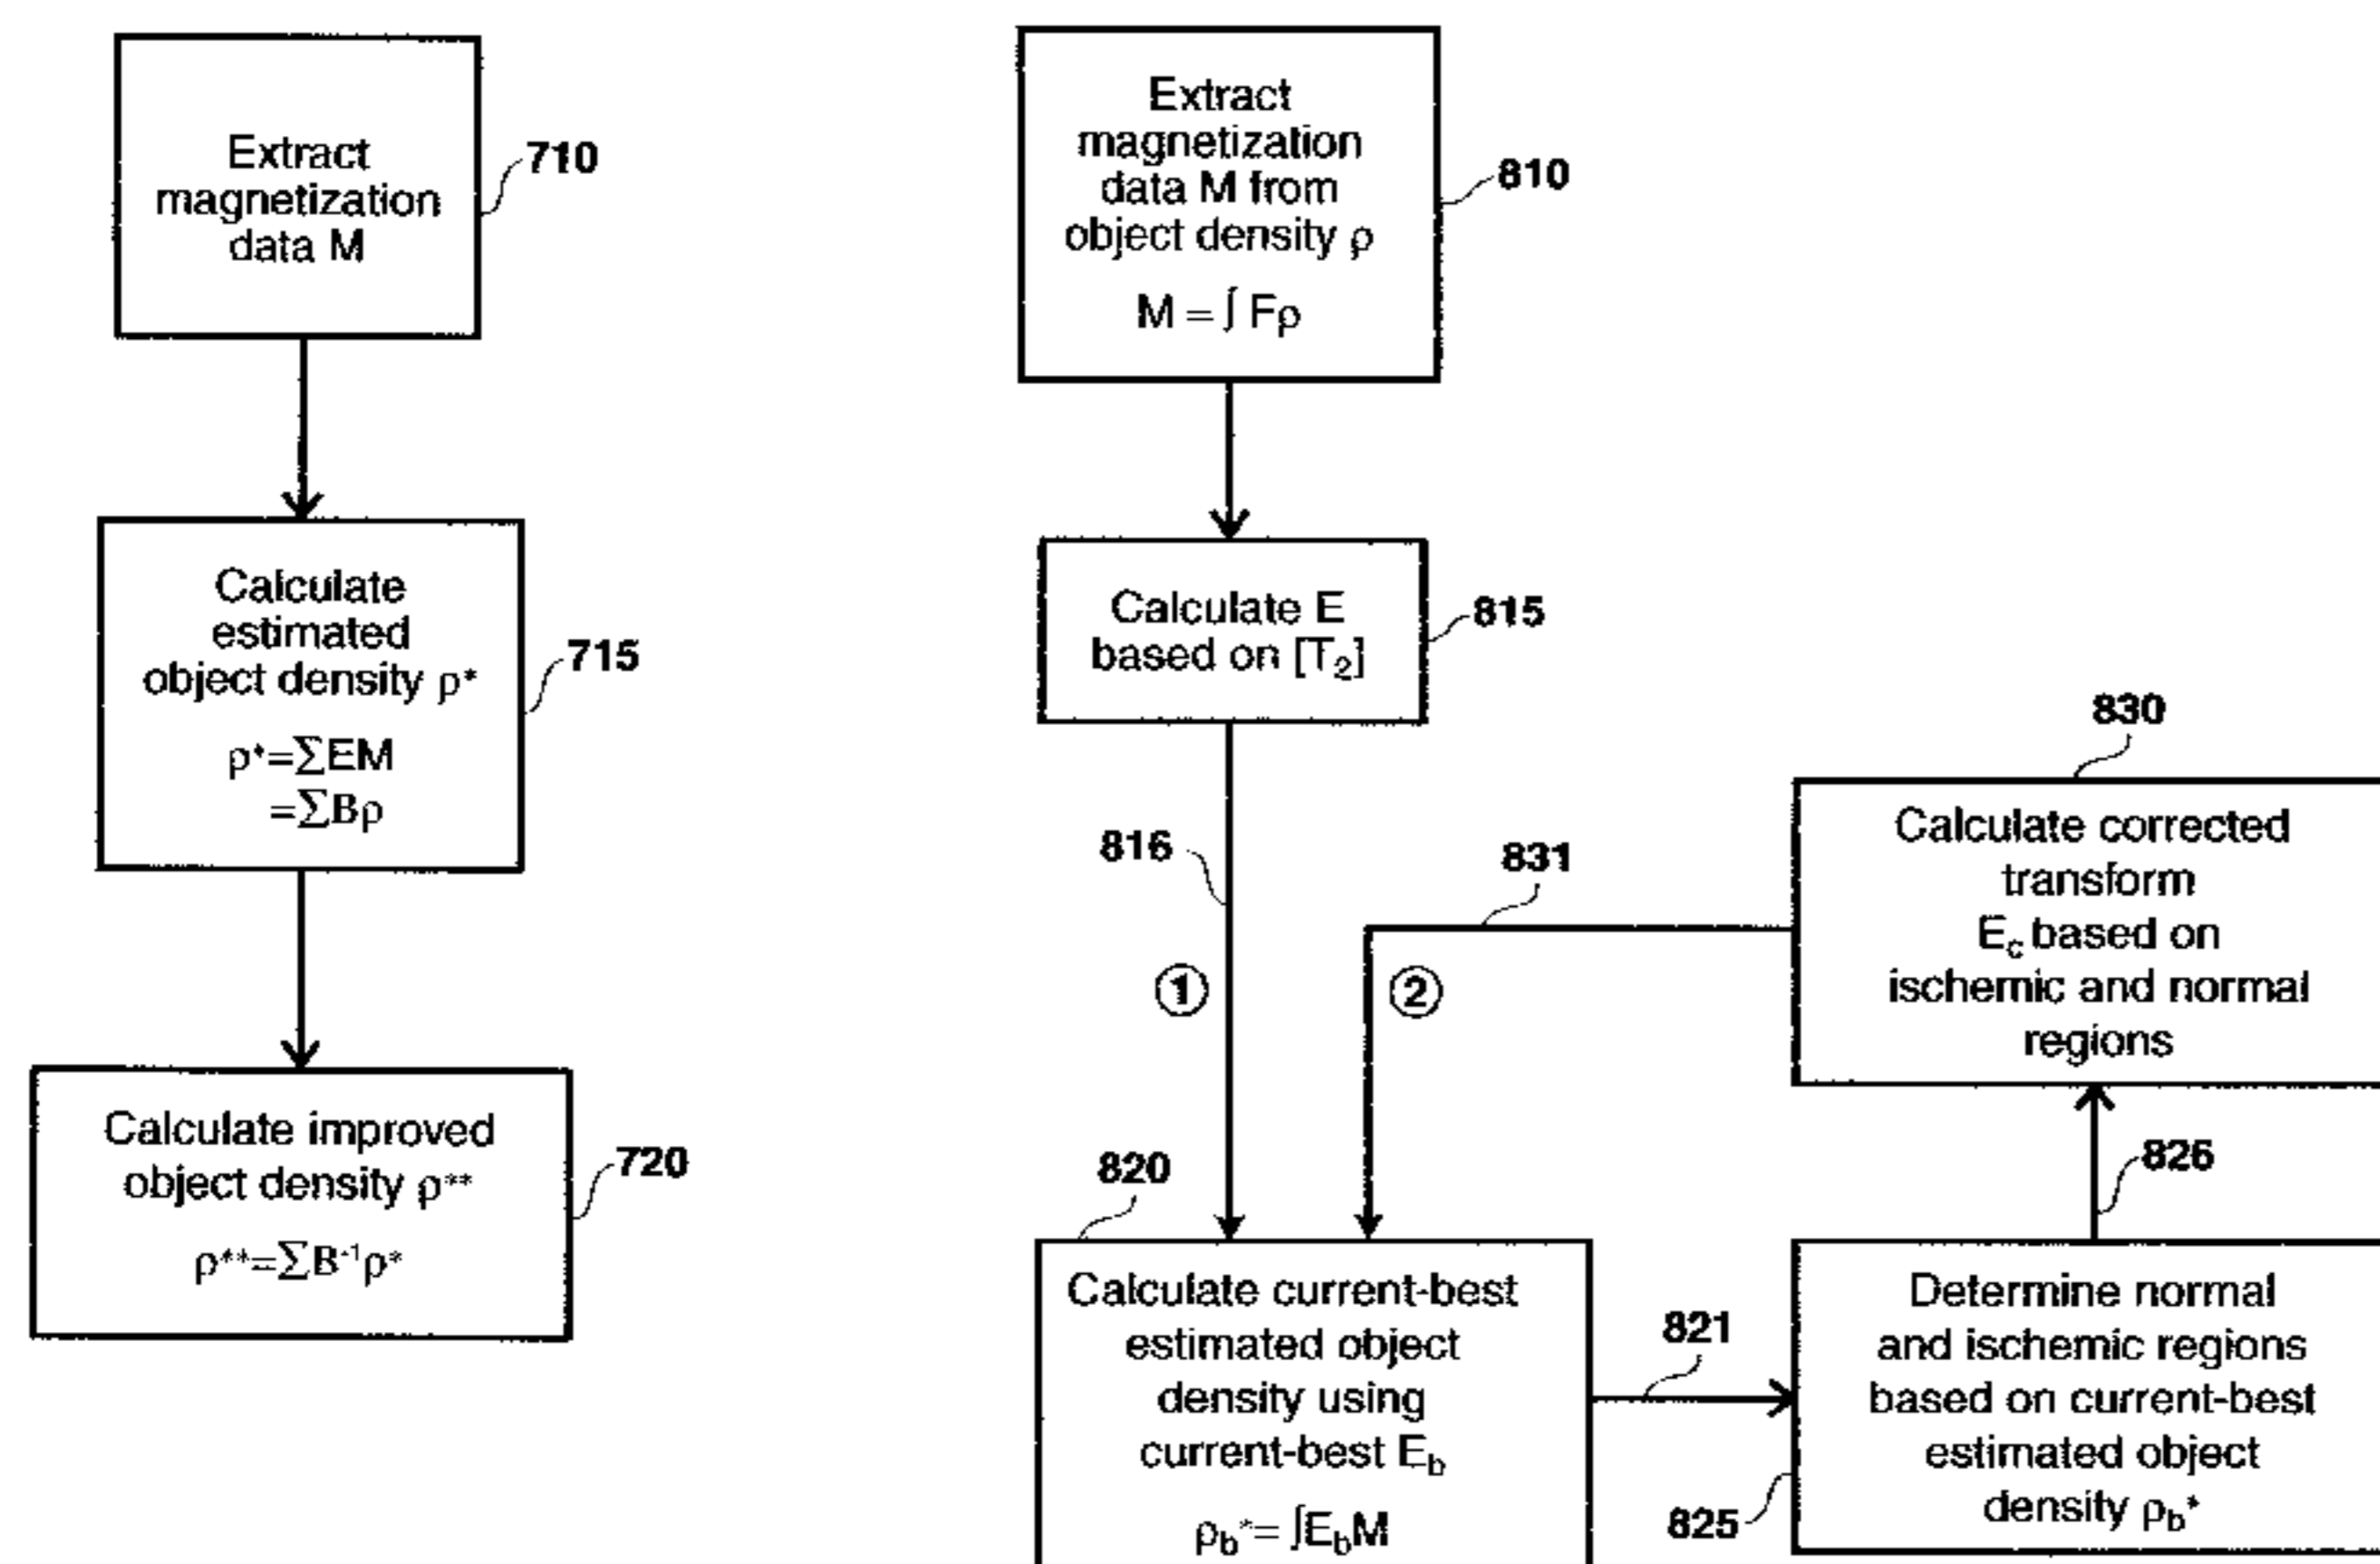 Extract
magnetization
data M
710
Calculate
estimated
object density ρ*
ρ*=∑EM
=∑Bρ
715
Calculate improved
object density ρ**
ρ**=∑B⁻¹ρ*
720
Extract
magnetization
data M from
object density ρ
M = ∫ Fρ
810
Calculate E
based on [T₂]
815
816
①
831
②
830
Calculate corrected
transform
E꜀ based on
ischemic and normal
regions
826
820
Calculate current-best
estimated object
density using
current-best E_b
ρ_b*= ∫E_bM
821
Determine normal
and ischemic regions
based on current-best
estimated object
density ρ_b*
825